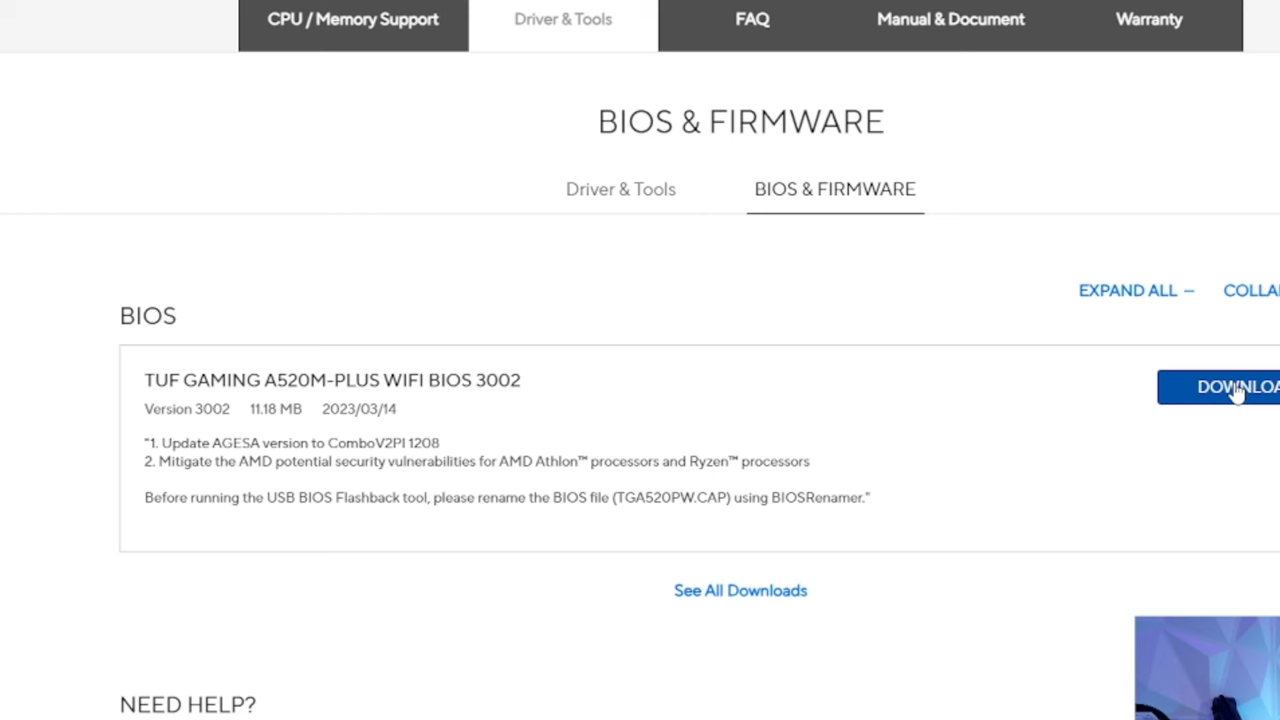 CPU / Memory Support
Driver & Tools
FAQ
Manual & Document
Warranty
BIOS & FIRMWARE
Driver & Tools
BIOS & FIRMWARE
EXPAND ALL –
COLLA
BIOS
TUF GAMING A520M-PLUS WIFI BIOS 3002
DOWNLOA
Version 3002 11.18 MB 2023/03/14
"1. Update AGESA version to ComboV2PI 1208
2. Mitigate the AMD potential security vulnerabilities for AMD Athlon™ processors and Ryzen™ processors
Before running the USB BIOS Flashback tool, please rename the BIOS file (TGA520PW.CAP) using BIOSRenamer."
See All Downloads
NEED HELP?